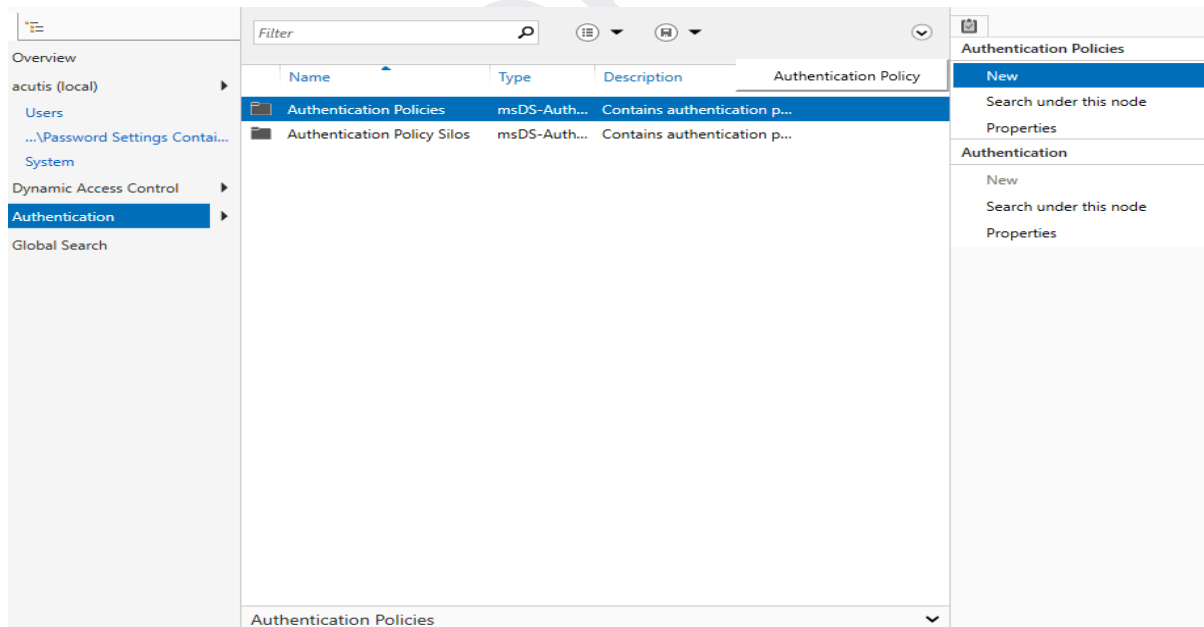 Overview
acutis (local)
Users
...\Password Settings Contai...
System
Dynamic Access Control
Authentication
Global Search
Filter
Name Type Description Authentication Policy
Authentication Policies msDS-Auth... Contains authentication p...
Authentication Policy Silos msDS-Auth... Contains authentication p...
Authentication Policies
Authentication Policies
New
Search under this node
Properties
Authentication
New
Search under this node
Properties